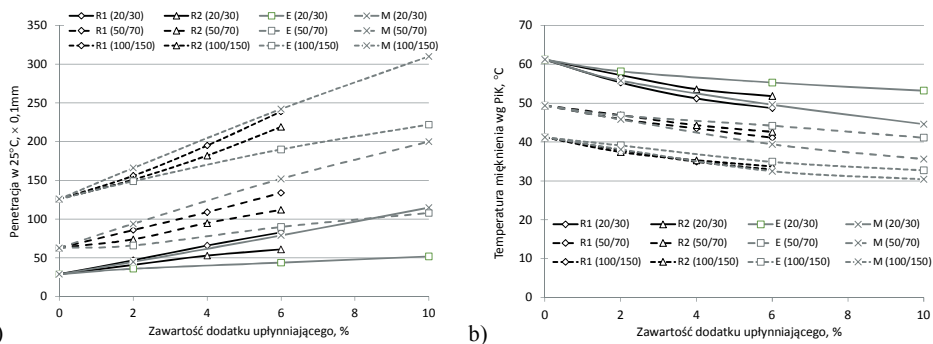 R1 (20/30) R2 (20/30) E (20/30) M (20/30)
R1 (50/70) R2 (50/70) E (50/70) M (50/70)
R1 (100/150) R2 (100/150) E (100/150) M (100/150)
350
300
250
200
150
100
50
0
Penetracja w 25°C, × 0,1mm
0 2 4 6 8 10
Zawartość dodatku upłynniającego, %
)
70
60
50
40
30
20
10
0
Temperatura mięknienia wg PiK, °C
R1 (20/30) R2 (20/30) E (20/30) M (20/30)
R1 (50/70) R2 (50/70) E (50/70) M (50/70)
R1 (100/150) R2 (100/150) E (100/150) M (100/150)
0 2 4 6 8 10
Zawartość dodatku upłynniającego, %
b)